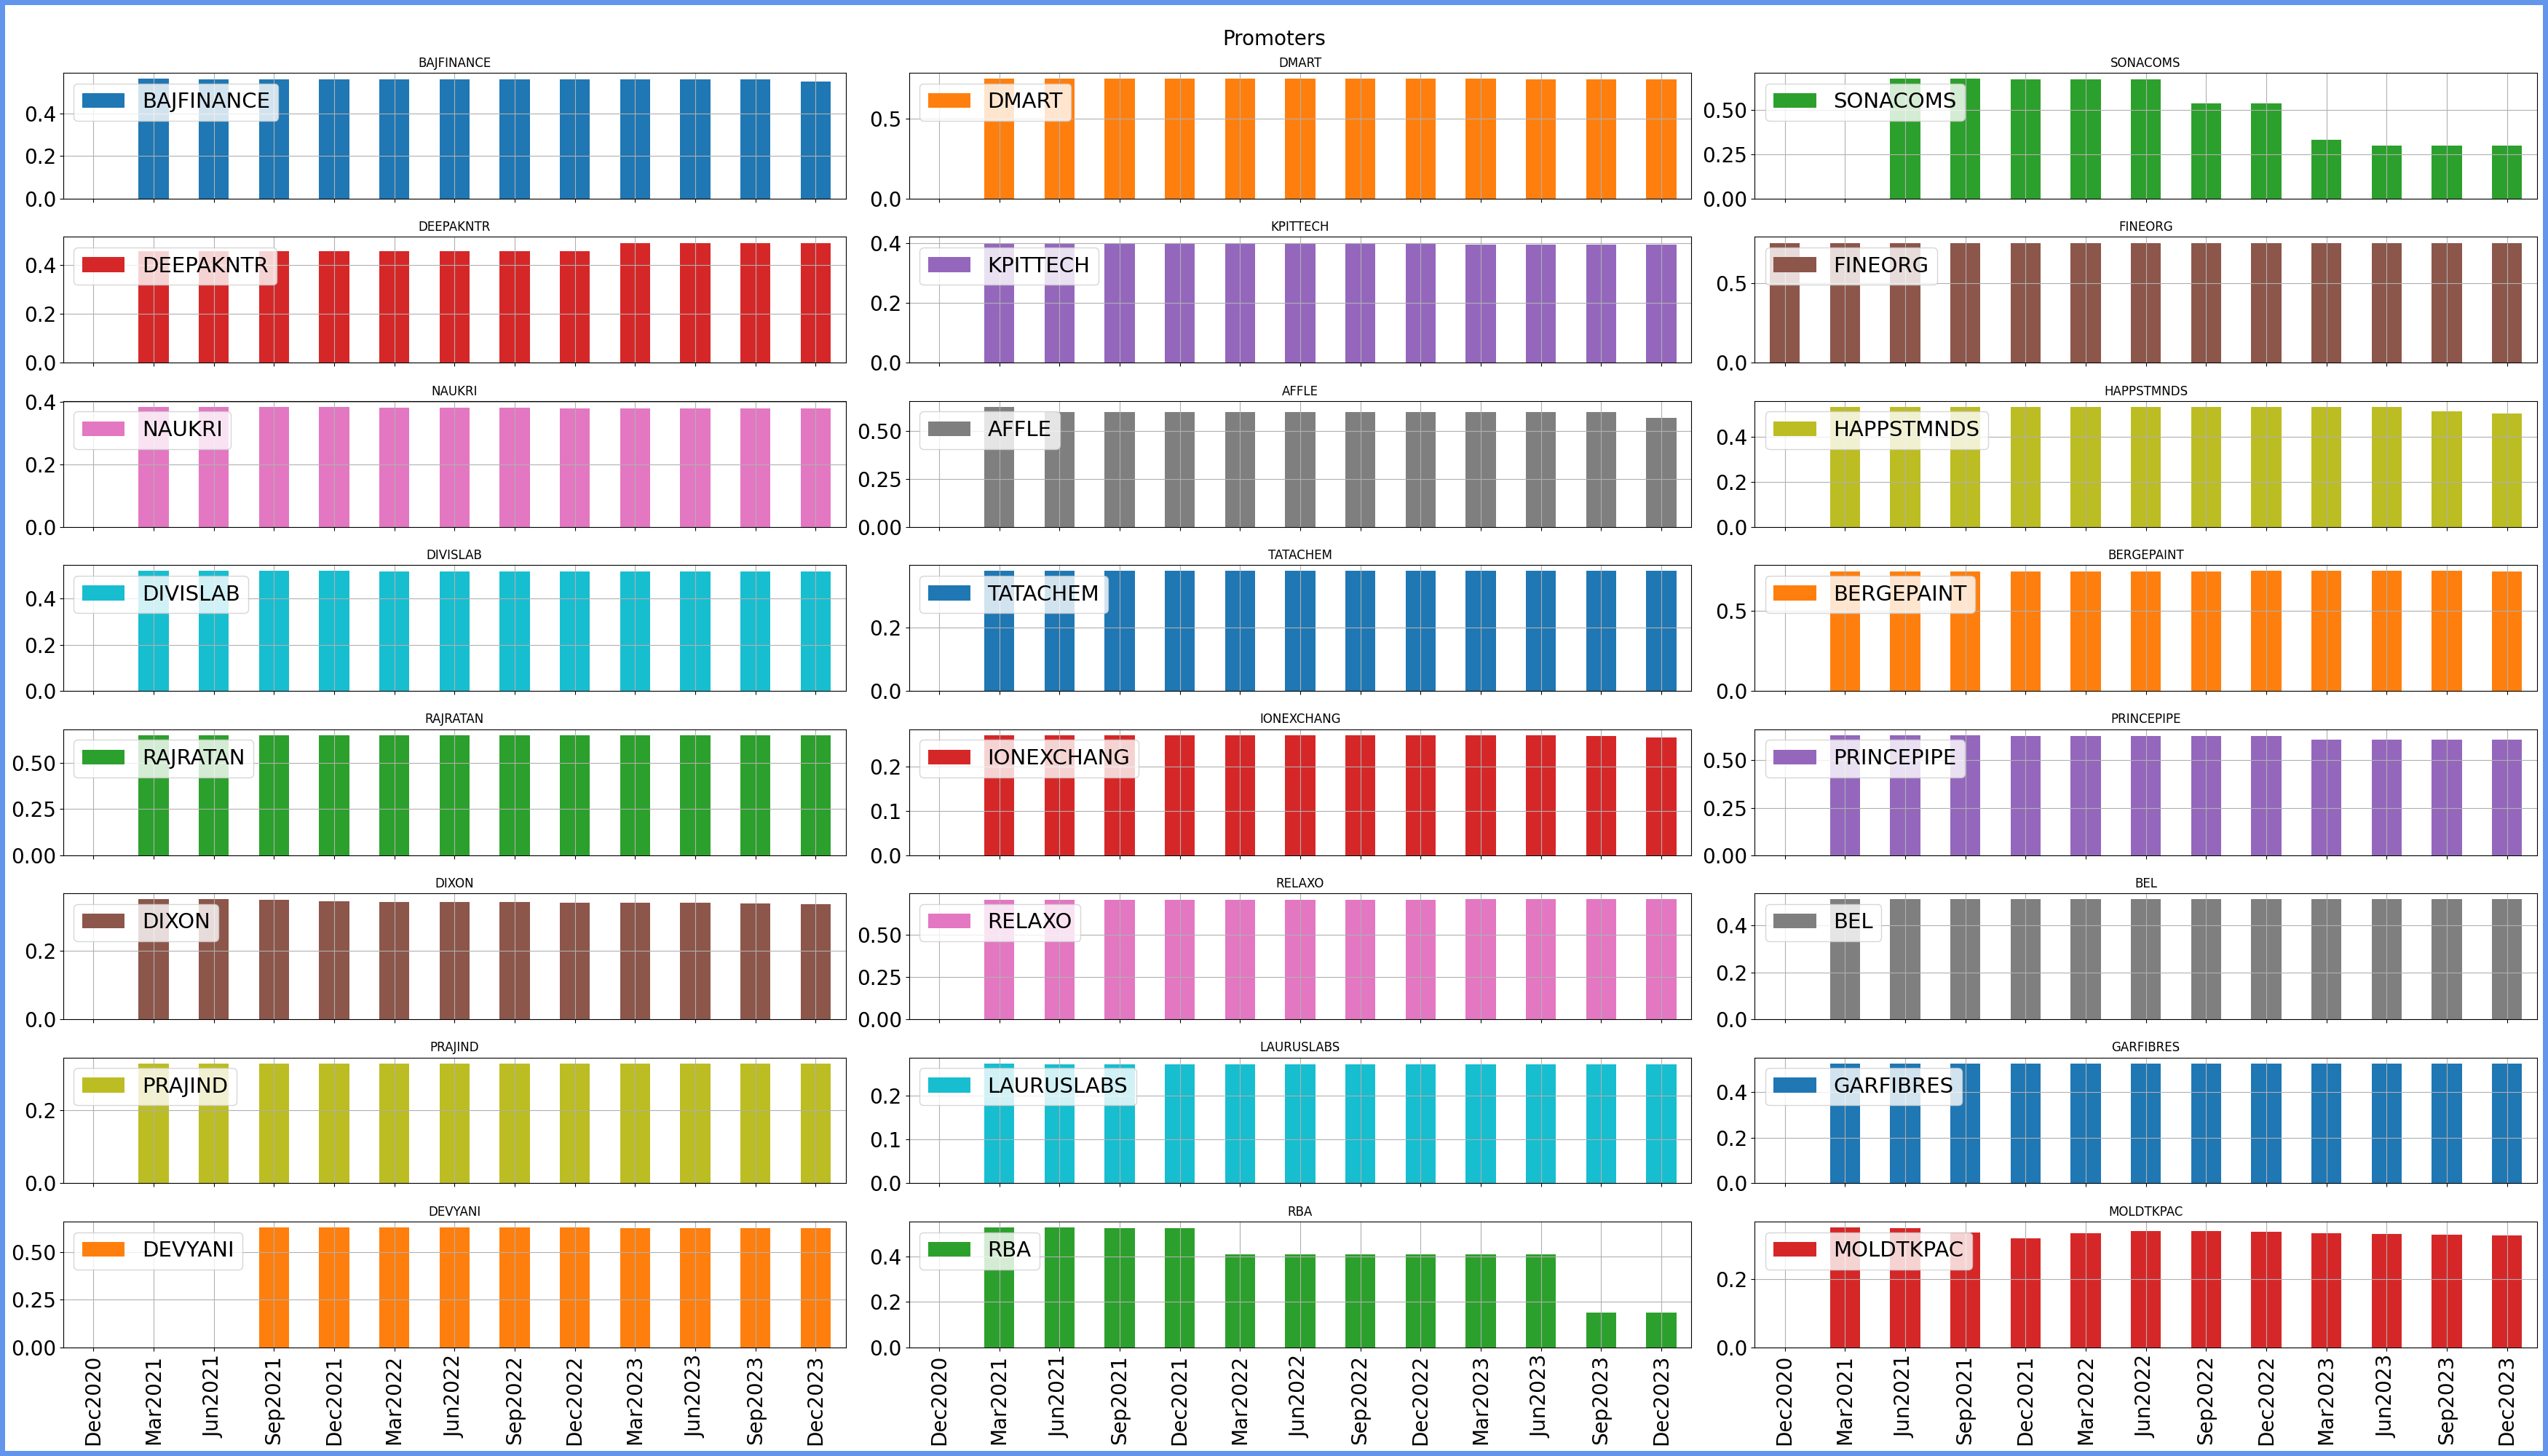 Promoters
BAJFINANCE
BAJFINANCE
0.4
0.2
0.0
DMART
DMART
0.5
0.0
SONACOMS
SONACOMS
0.50
0.25
0.00
DEEPAKNTR
DEEPAKNTR
0.4
0.2
0.0
KPITTECH
KPITTECH
0.4
0.2
0.0
FINEORG
FINEORG
0.5
0.0
NAUKRI
NAUKRI
0.4
0.2
0.0
AFFLE
AFFLE
0.50
0.25
0.00
HAPPSTMNDS
HAPPSTMNDS
0.4
0.2
0.0
DIVISLAB
DIVISLAB
0.4
0.2
0.0
TATACHEM
TATACHEM
0.2
0.0
BERGEPAINT
BERGEPAINT
0.5
0.0
RAJRATAN
RAJRATAN
0.50
0.25
0.00
IONEXCHANG
IONEXCHANG
0.2
0.1
0.0
PRINCEPIPE
PRINCEPIPE
0.50
0.25
0.00
DIXON
DIXON
0.2
0.0
RELAXO
RELAXO
0.50
0.25
0.00
BEL
BEL
0.4
0.2
0.0
PRAJIND
PRAJIND
0.2
0.0
LAURUSLABS
LAURUSLABS
0.2
0.1
0.0
GARFIBRES
GARFIBRES
0.4
0.2
0.0
DEVYANI
DEVYANI
0.50
0.25
0.00
Dec2020
Mar2021
Jun2021
Sep2021
Dec2021
Mar2022
Jun2022
Sep2022
Dec2022
Mar2023
Jun2023
Sep2023
Dec2023
RBA
RBA
0.4
0.2
0.0
Dec2020
Mar2021
Jun2021
Sep2021
Dec2021
Mar2022
Jun2022
Sep2022
Dec2022
Mar2023
Jun2023
Sep2023
Dec2023
MOLDTKPAC
MOLDTKPAC
0.2
0.0
Dec2020
Mar2021
Jun2021
Sep2021
Dec2021
Mar2022
Jun2022
Sep2022
Dec2022
Mar2023
Jun2023
Sep2023
Dec2023